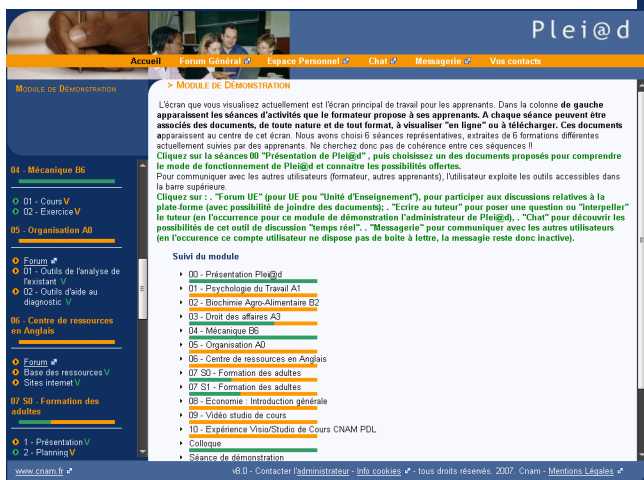 Plei@d
Accueil Forum Général Espace Personnel Chat Messagerie Vos contacts
MODULE DE DÉMONSTRATION
04 - Mécanique B6
01 - Cours V
02 - Exercice V
05 - Organisation A0
Forum
01 - Outils de l'analyse de
l'existant V
02 - Outils d'aide au
diagnostic V
06 - Centre de ressources
en Anglais
Forum
Base des ressources V
Sites internet V
07 S0 - Formation des
adultes
1 - Présentation V
2 - Planning V
> MODULE DE DÉMONSTRATION
L'écran que vous visualisez actuellement est l'écran principal de travail pour les apprenants. Dans la colonne de gauche
apparaissent les séances d'activités que le formateur propose à ses apprenants. A chaque séance peuvent être
associés des documents, de toute nature et de tout format, à visualiser "en ligne" ou à télécharger. Ces documents
apparaissent au centre de cet écran. Nous avons choisi 6 séances représentatives, extraites de 6 formations différentes
actuellement suivies par des apprenants. Ne cherchez donc pas de cohérence entre ces séquences !!
Cliquez sur la séances 00 "Présentation de Plei@d" , puis choisissez un des documents proposés pour comprendre
le mode de fonctionnement de Plei@d et connaitre les possibilités offertes.
Pour communiquer avec les autres utilisateurs (formateur, autres apprenants), l'utilisateur exploite les outils accessibles dans
la barre supérieure.
Cliquez sur : . "Forum UE" (pour UE pou "Unité d'Enseignement"), pour participer aux discussions relatives à la
plate-forme (avec possibilité de joindre des documents); . "Ecrire au tuteur" pour poser une question ou "interpeller"
le tuteur (en l'occurrence pour ce module de démonstration l'administrateur de Plei@d), . "Chat" pour découvrir les
possibilités de cet outil de discussion "temps réel". . "Messagerie" pour communiquer avec les autres utilisateurs
(en l'occurence ce compte utilisateur ne dispose pas de boite à lettre, la messagie reste donc inactive).
Suivi du module
00 - Présentation Plei@d
01 - Psychologie du Travail A1
02 - Biochimie Agro-Alimentaire B2
03 - Droit des affaires A3
04 - Mécanique B6
05 - Organisation A0
06 - Centre de ressources en Anglais
07 S0 - Formation des adultes
07 S1 - Formation des adultes
08 - Economie : Introduction générale
09 - Vidéo studio de cours
10 - Expérience Visio/Studio de Cours CNAM PDL
Colloque
Séance de démonstration
www.cnam.fr v8.0 - Contacter l'administrateur - Info cookies - tous droits réservés. 2007. Cnam - Mentions Légales